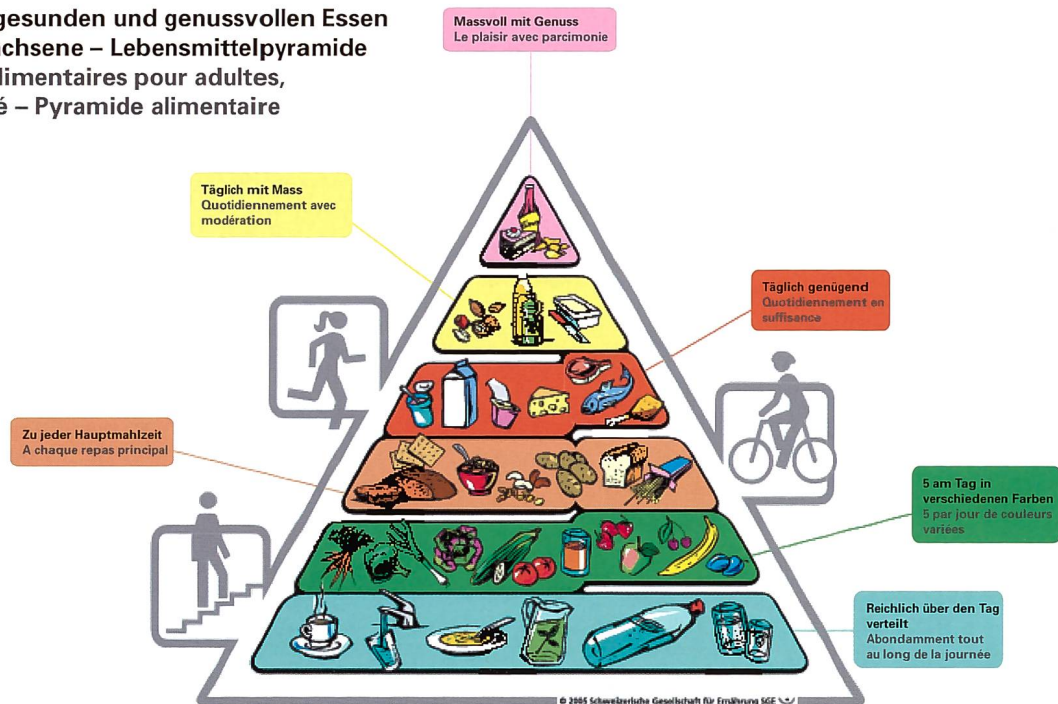 gesunden und genussvollen Essen
achsene – Lebensmittelpyramide
limentaires pour adultes,
é – Pyramide alimentaire
Massvoll mit Genuss
Le plaisir avec parcimonie
Täglich mit Mass
Quotidiennement avec
modération
Täglich genügend
Quotidiennement en
suffisance
Zu jeder Hauptmahlzeit
A chaque repas principal
5 am Tag in
verschiedenen Farben
5 par jour de couleurs
variées
Reichlich über den Tag
verteilt
Abondamment tout
au long de la journée
© 2005 Schweizerische Gesellschaft für Ernährung SGE